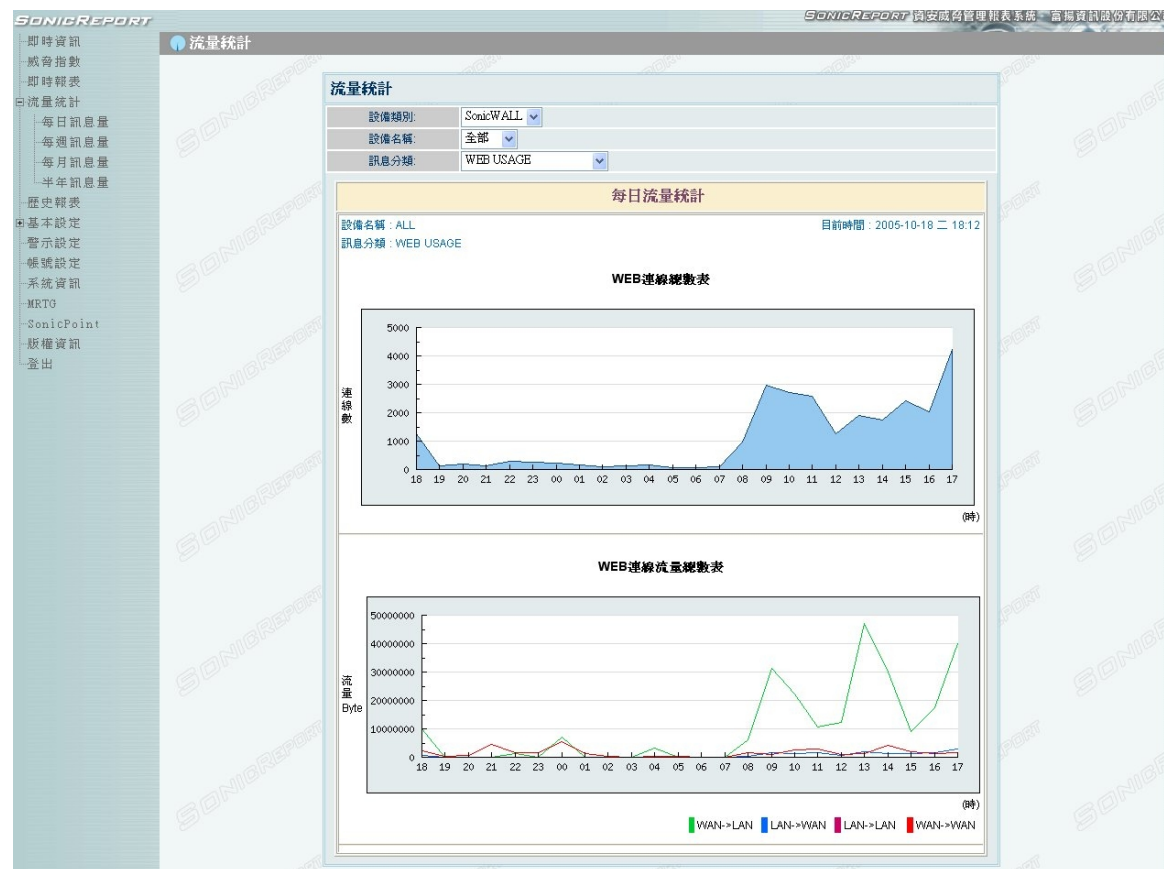 SONICREPORT
SONICREPORT 資安威脅管理報表系統 富揚資訊股份有限公
即時資訊
威脅指數
即時報表
流量統計
每日訊息量
每週訊息量
每月訊息量
半年訊息量
歷史報表
基本設定
警示設定
帳號設定
系統資訊
MRTG
SonicPoint
版權資訊
登出
流量統計
流量統計
設備類別: SonicWALL
設備名稱: 全部
訊息分類: WEB USAGE
每日流量統計
設備名稱 : ALL 目前時間 : 2005-10-18 二 18:12
訊息分類 : WEB USAGE
WEB連線總數表
連線數
5000
4000
3000
2000
1000
0
18 19 20 21 22 23 00 01 02 03 04 05 06 07 08 09 10 11 12 13 14 15 16 17
(時)
WEB連線流量總數表
流量 Byte
50000000
40000000
30000000
20000000
10000000
0
18 19 20 21 22 23 00 01 02 03 04 05 06 07 08 09 10 11 12 13 14 15 16 17
(時)
WAN->LAN LAN->WAN LAN->LAN WAN->WAN